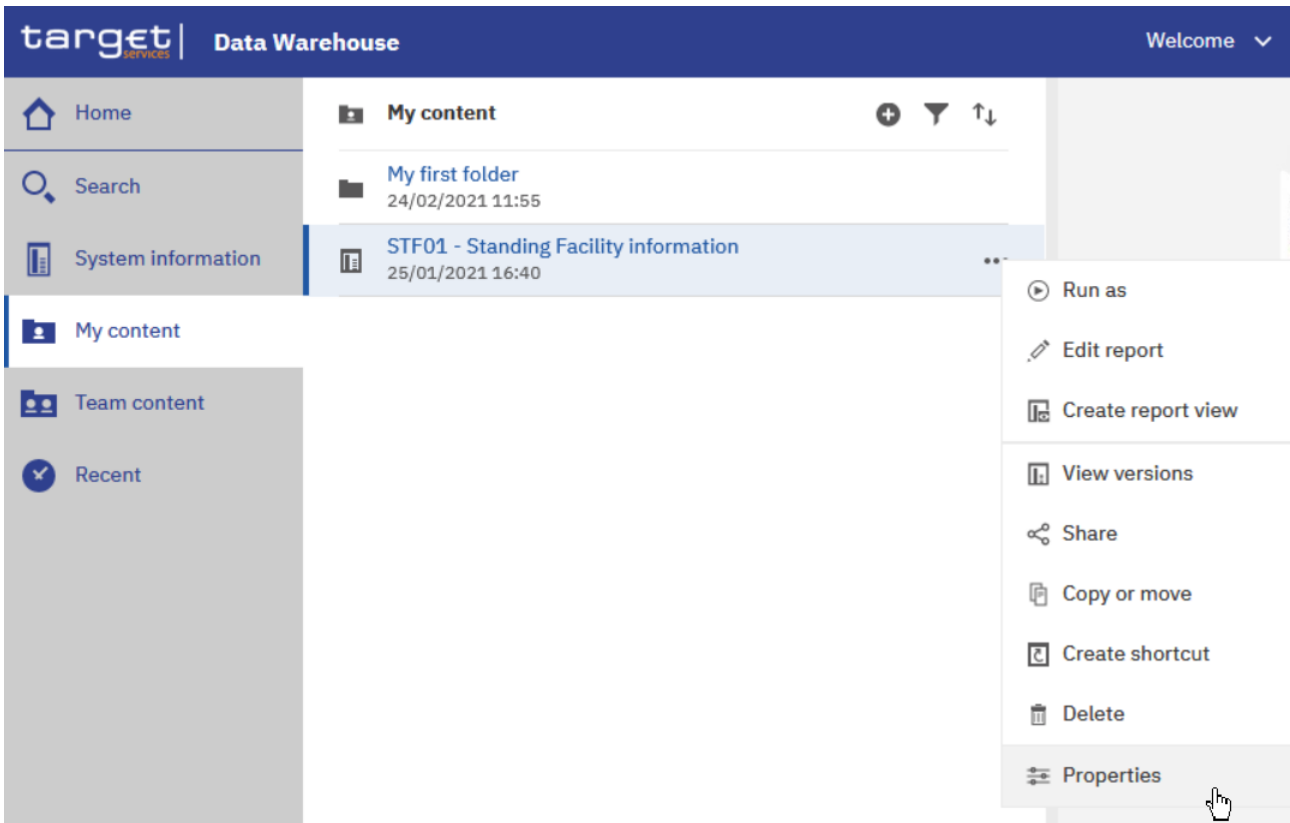 target services Data Warehouse Welcome
Home
Search
System information
My content
Team content
Recent
My content
My first folder
24/02/2021 11:55
STF01 - Standing Facility information
25/01/2021 16:40
Run as
Edit report
Create report view
View versions
Share
Copy or move
Create shortcut
Delete
Properties